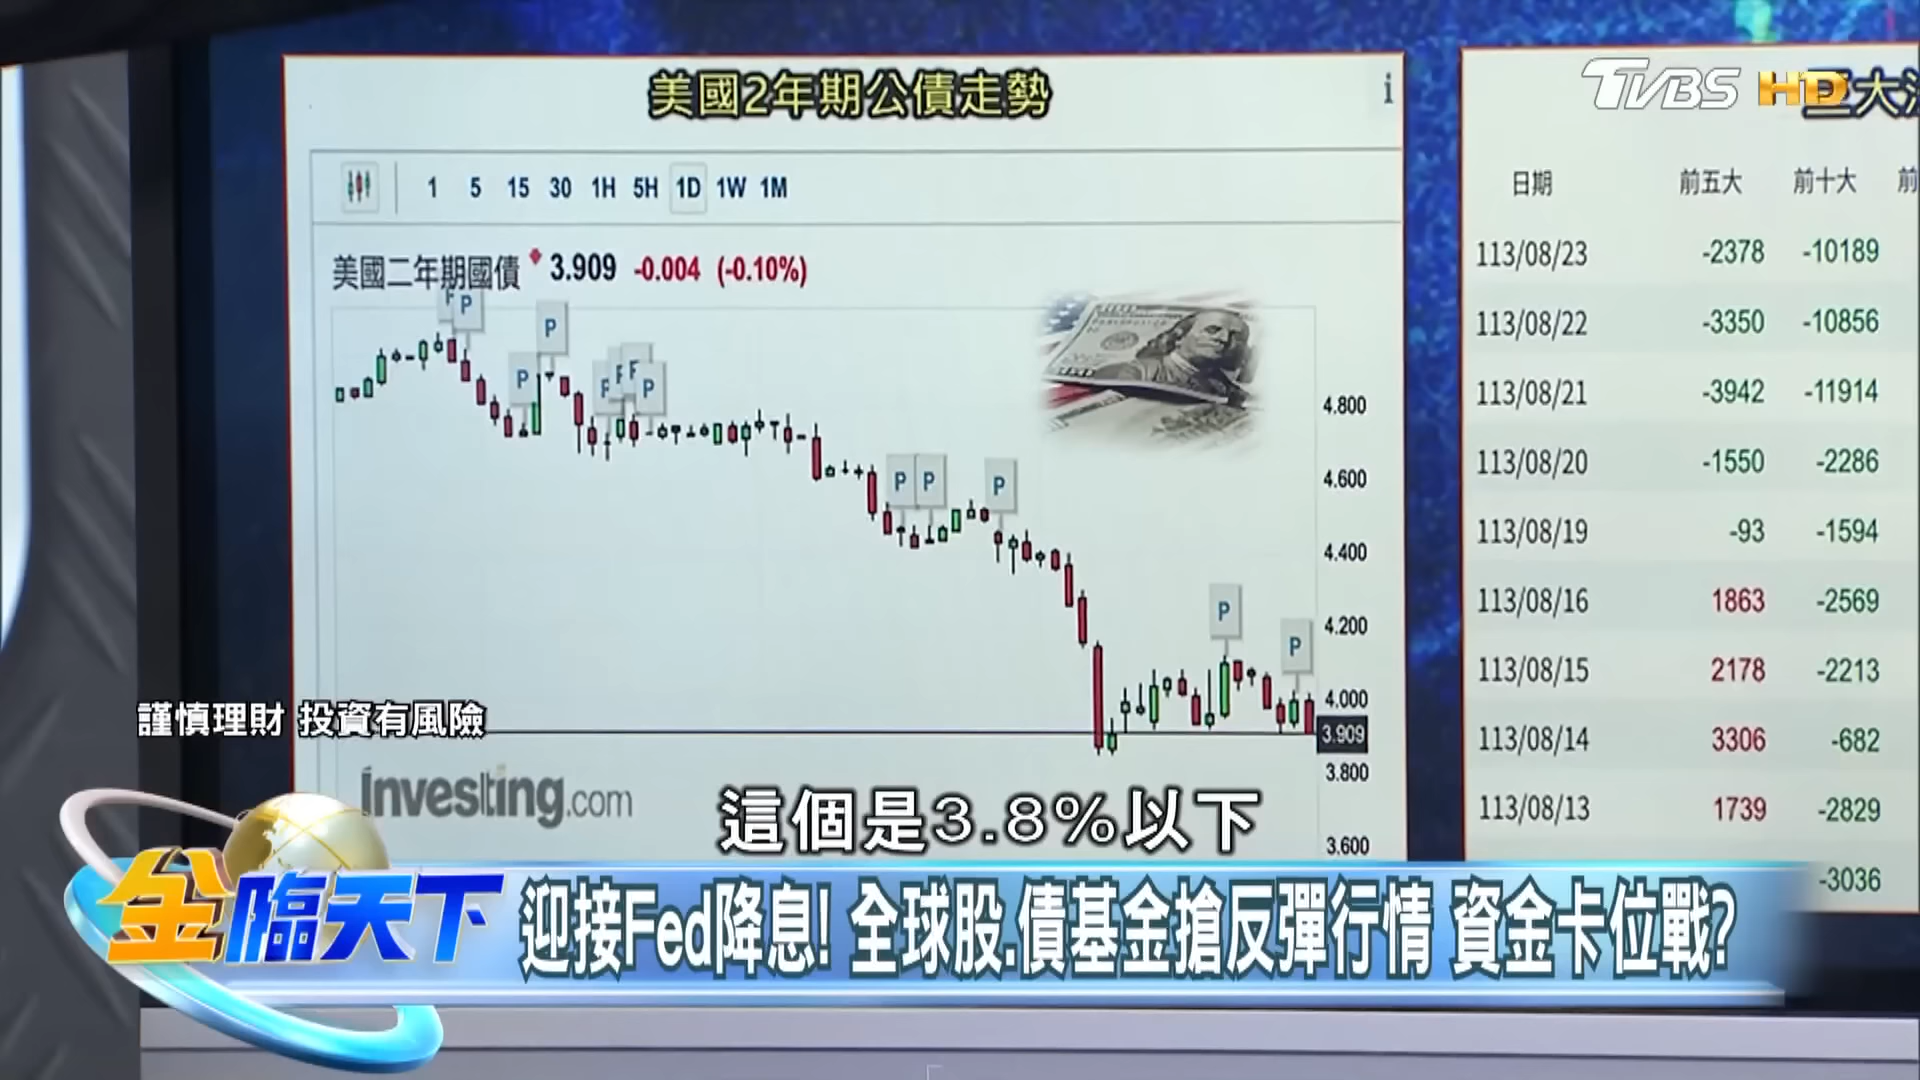 美國2年期公債走勢
i
TVBS HD
大
1 5 15 30 1H 5H 1D 1W 1M
美國二年期國債 3.909 -0.004 (-0.10%)
P
P
P
P
P
P
P
P
P
P
4.800
4.600
4.400
4.200
4.000
3.909
3.800
3.600
Investing.com
日期 前五大 前十大 前
113/08/23 -2378 -10189
113/08/22 -3350 -10856
113/08/21 -3942 -11914
113/08/20 -1550 -2286
113/08/19 -93 -1594
113/08/16 1863 -2569
113/08/15 2178 -2213
113/08/14 3306 -682
113/08/13 1739 -2829
-3036
謹慎理財 投資有風險
這個是3.8%以下
金臨天下
迎接Fed降息! 全球股.債基金搶反彈行情 資金卡位戰?